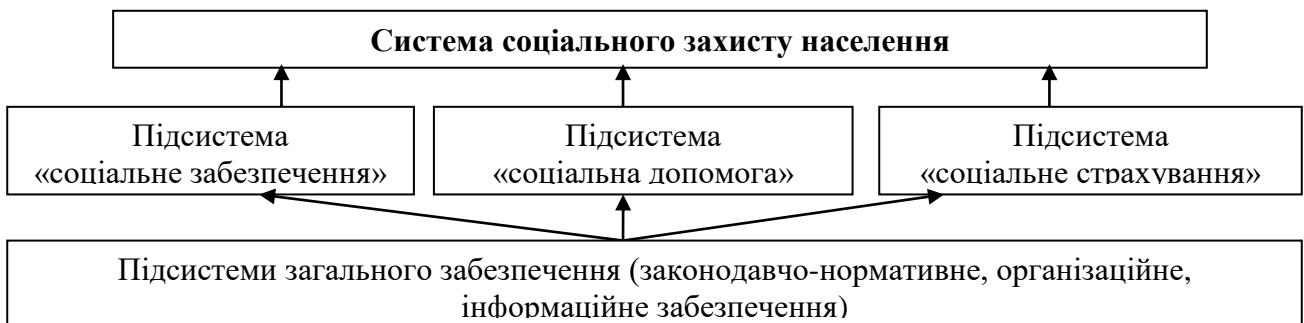 Система соціального захисту населення
Підсистема
«соціальне забезпечення»
Підсистема
«соціальна допомога»
Підсистема
«соціальне страхування»
Підсистеми загального забезпечення (законодавчо-нормативне, організаційне,
інформаційне забезпечення)